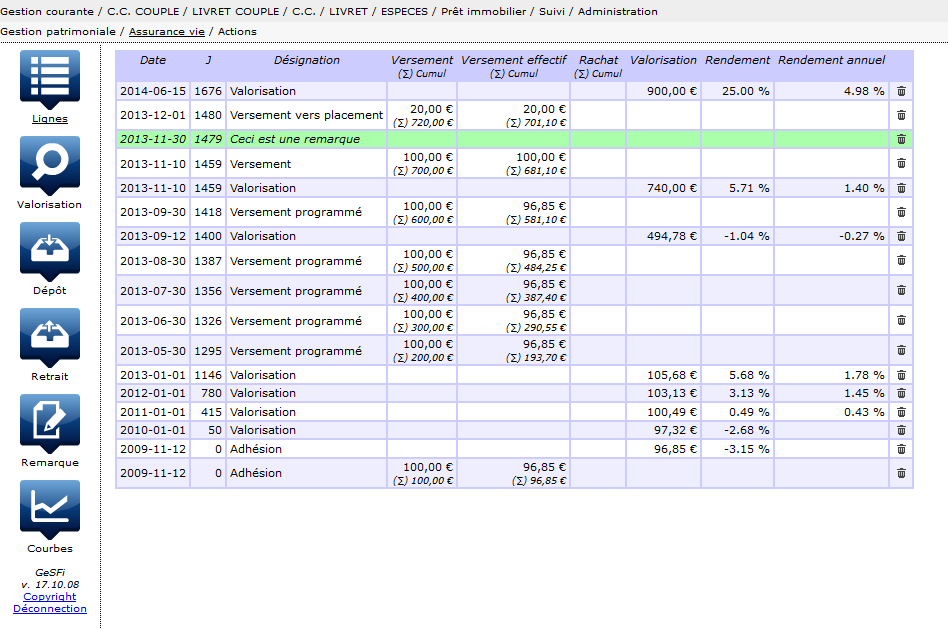 Gestion courante / C.C. COUPLE / LIVRET COUPLE / C.C. / LIVRET / ESPECES / Prêt immobilier / Suivi / Administration
Gestion patrimoniale / Assurance vie / Actions
Lignes
Valorisation
Dépôt
Retrait
Remarque
Courbes
GeSFi
v. 17.10.08
Copyright
Déconnection
Date J Désignation Versement Versement effectif Rachat Valorisation Rendement Rendement annuel
(Σ) Cumul (Σ) Cumul (Σ) Cumul
2014-06-15 1676 Valorisation 900,00 € 25.00 % 4.98 %
2013-12-01 1480 Versement vers placement 20,00 € 20,00 €
(Σ) 720,00 € (Σ) 701,10 €
2013-11-30 1479 Ceci est une remarque
2013-11-10 1459 Versement 100,00 € 100,00 €
(Σ) 700,00 € (Σ) 681,10 €
2013-11-10 1459 Valorisation 740,00 € 5.71 % 1.40 %
2013-09-30 1418 Versement programmé 100,00 € 96,85 €
(Σ) 600,00 € (Σ) 581,10 €
2013-09-12 1400 Valorisation 494,78 € -1.04 % -0.27 %
2013-08-30 1387 Versement programmé 100,00 € 96,85 €
(Σ) 500,00 € (Σ) 484,25 €
2013-07-30 1356 Versement programmé 100,00 € 96,85 €
(Σ) 400,00 € (Σ) 387,40 €
2013-06-30 1326 Versement programmé 100,00 € 96,85 €
(Σ) 300,00 € (Σ) 290,55 €
2013-05-30 1295 Versement programmé 100,00 € 96,85 €
(Σ) 200,00 € (Σ) 193,70 €
2013-01-01 1146 Valorisation 105,68 € 5.68 % 1.78 %
2012-01-01 780 Valorisation 103,13 € 3.13 % 1.45 %
2011-01-01 415 Valorisation 100,49 € 0.49 % 0.43 %
2010-01-01 50 Valorisation 97,32 € -2.68 %
2009-11-12 0 Adhésion 96,85 € -3.15 %
2009-11-12 0 Adhésion 100,00 € 96,85 €
(Σ) 100,00 € (Σ) 96,85 €